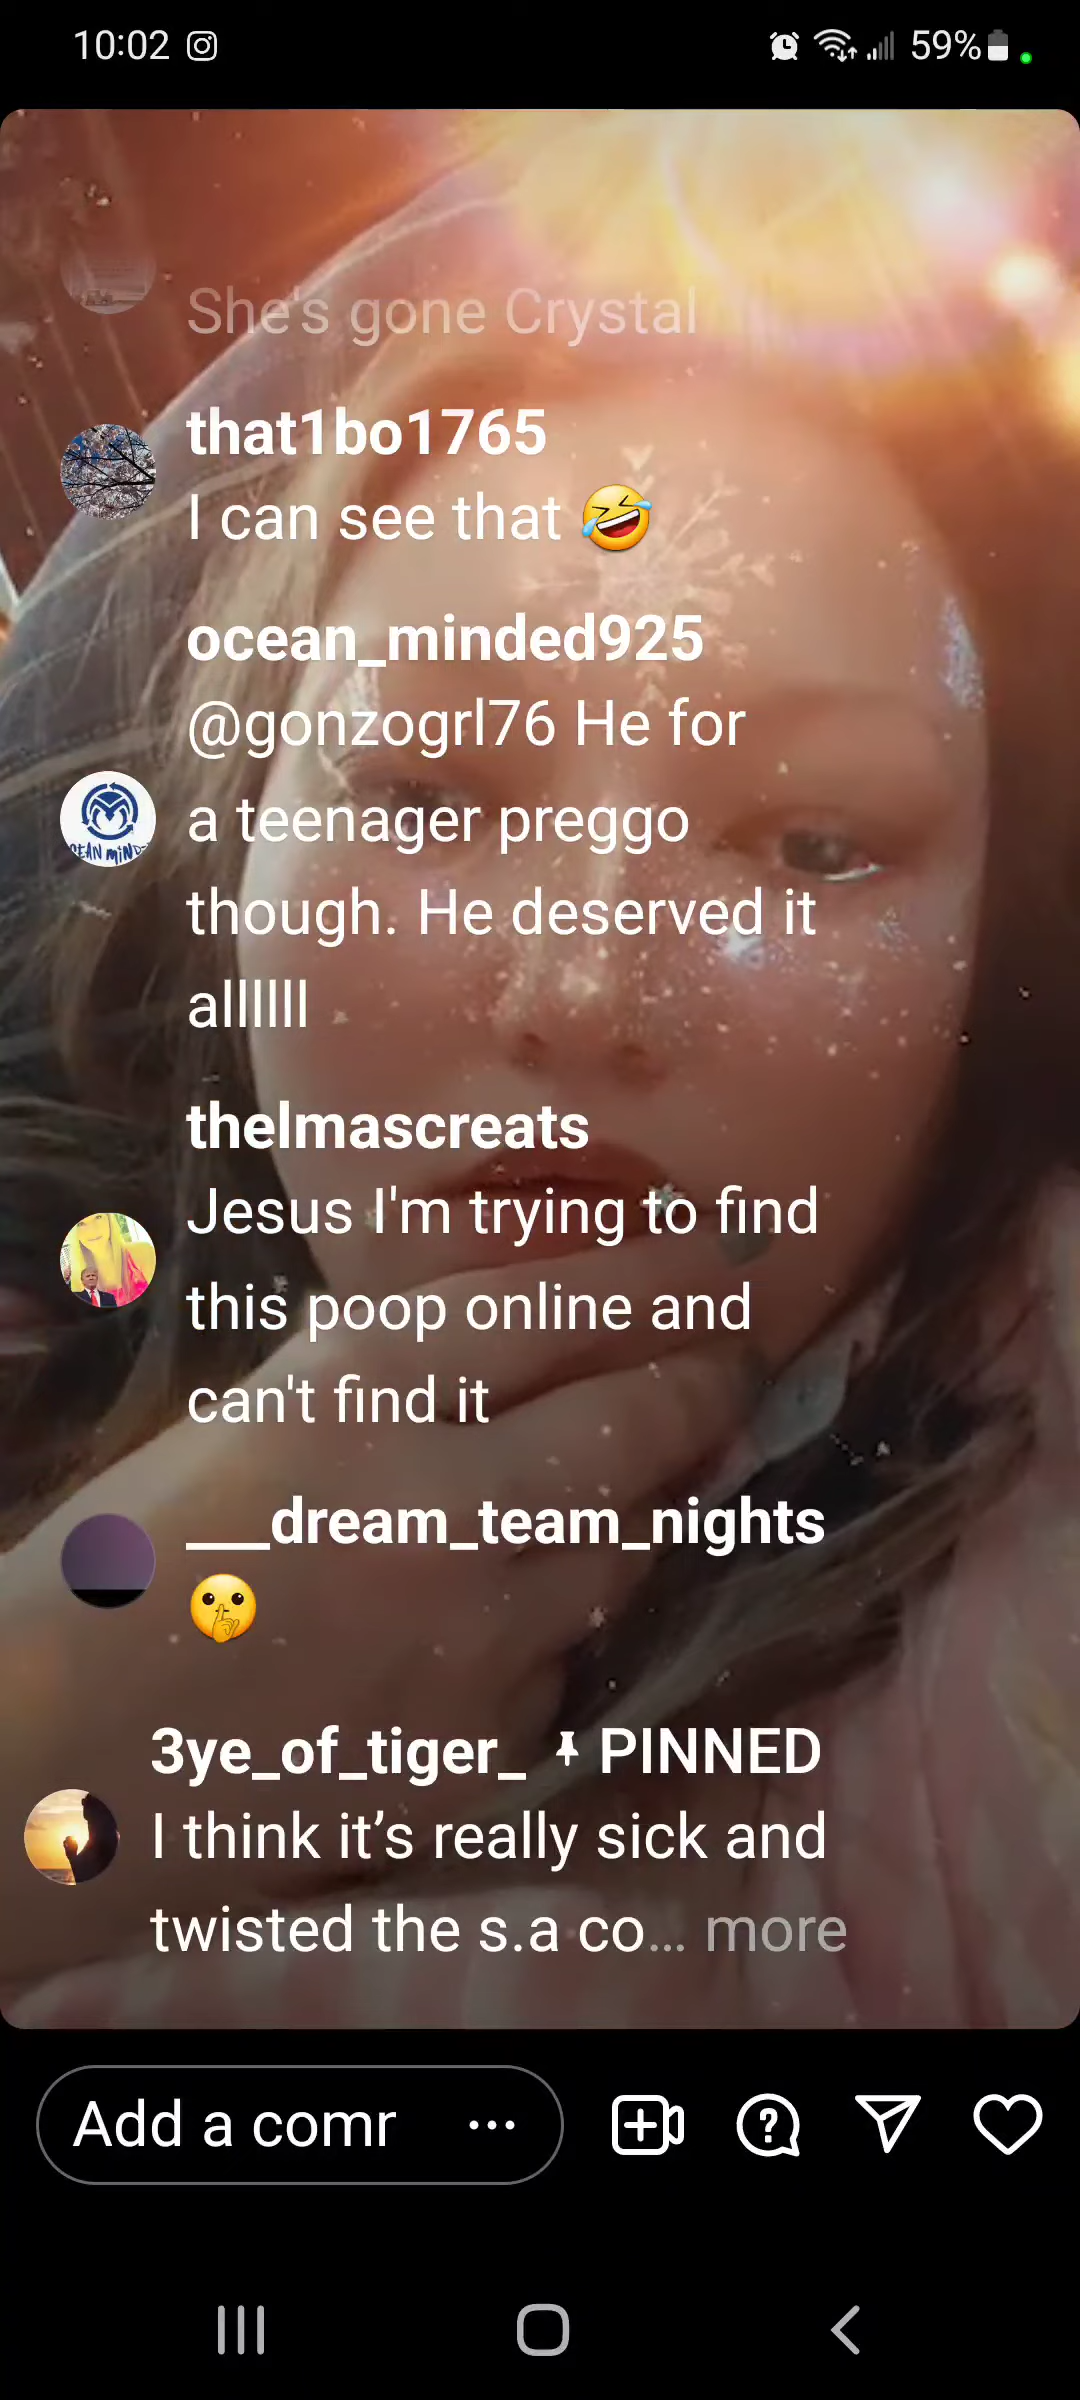 10:02
59%
She's gone Crystal
that1bo1765
I can see that 🤣
ocean_minded925
@gonzogrl76 He for
a teenager preggo
though. He deserved it
allllllll
thelmascreats
Jesus I'm trying to find
this poop online and
can't find it
___dream_team_nights
🤫
3ye_of_tiger_ PINNED
I think it’s really sick and
twisted the s.a co... more
Add a comr